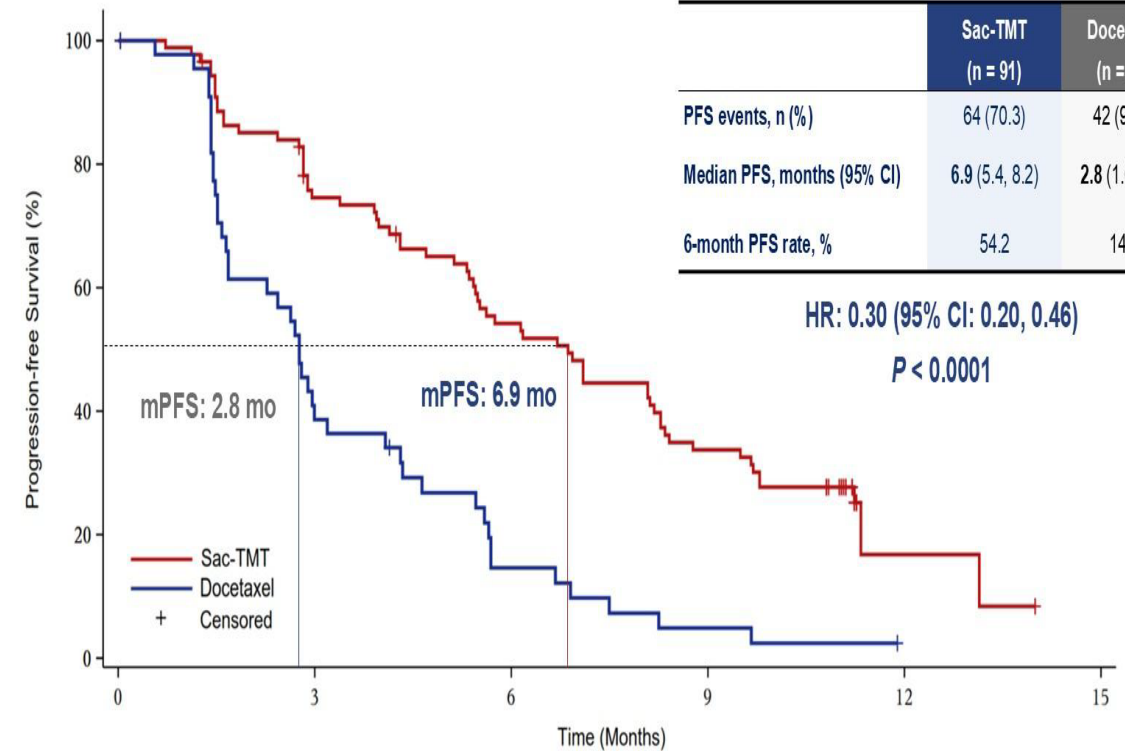 Sac-TMT
(n = 91)
(n =
PFS events, n (%) 64 (70.3) 42
Median PFS, months (95% CI) 6.9 (5.4, 8.2) 2.8
6-month PFS rate, % 54.2
HR: 0.30 (95% CI: 0.20, 0.46)
P < 0.0001
Progression-free Survival (%)
100
80
60
40
20
0
mPFS: 2.8 mo
mPFS: 6.9 mo
Sac-TMT
Docetaxel
Censored
0 3 6 9 12 15
Time (Months)